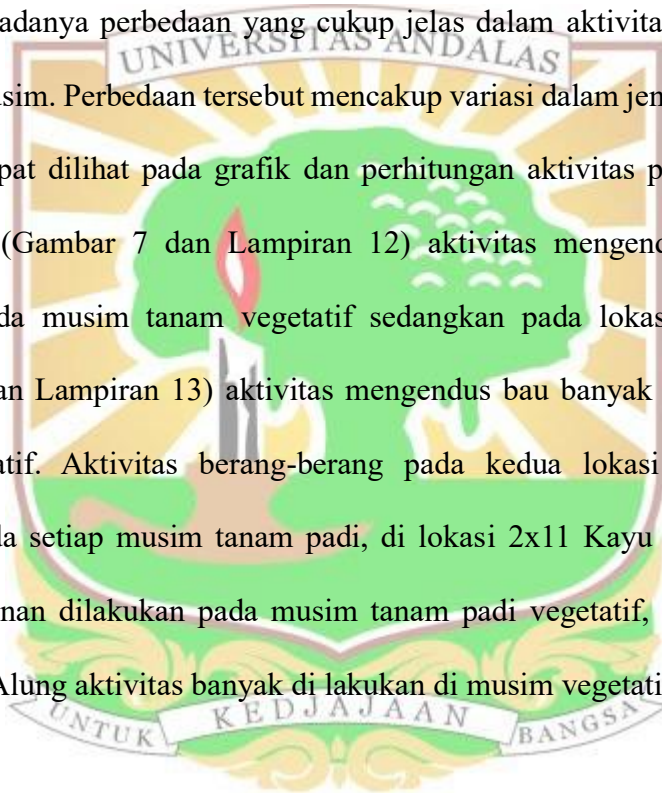 adanya perbedaan yang cukup jelas dalam aktivita
UNIVERSITAS ANDALAS
sim. Perbedaan tersebut mencakup variasi dalam jen
pat dilihat pada grafik dan perhitungan aktivitas p
(Gambar 7 dan Lampiran 12) aktivitas mengend
da musim tanam vegetatif sedangkan pada lokas
an Lampiran 13) aktivitas mengendus bau banyak
atif. Aktivitas berang-berang pada kedua lokasi
da setiap musim tanam padi, di lokasi 2x11 Kayu
nan dilakukan pada musim tanam padi vegetatif,
Alung aktivitas banyak di lakukan di musim vegetati
UNTUK KEDJAJAAN BANGSA